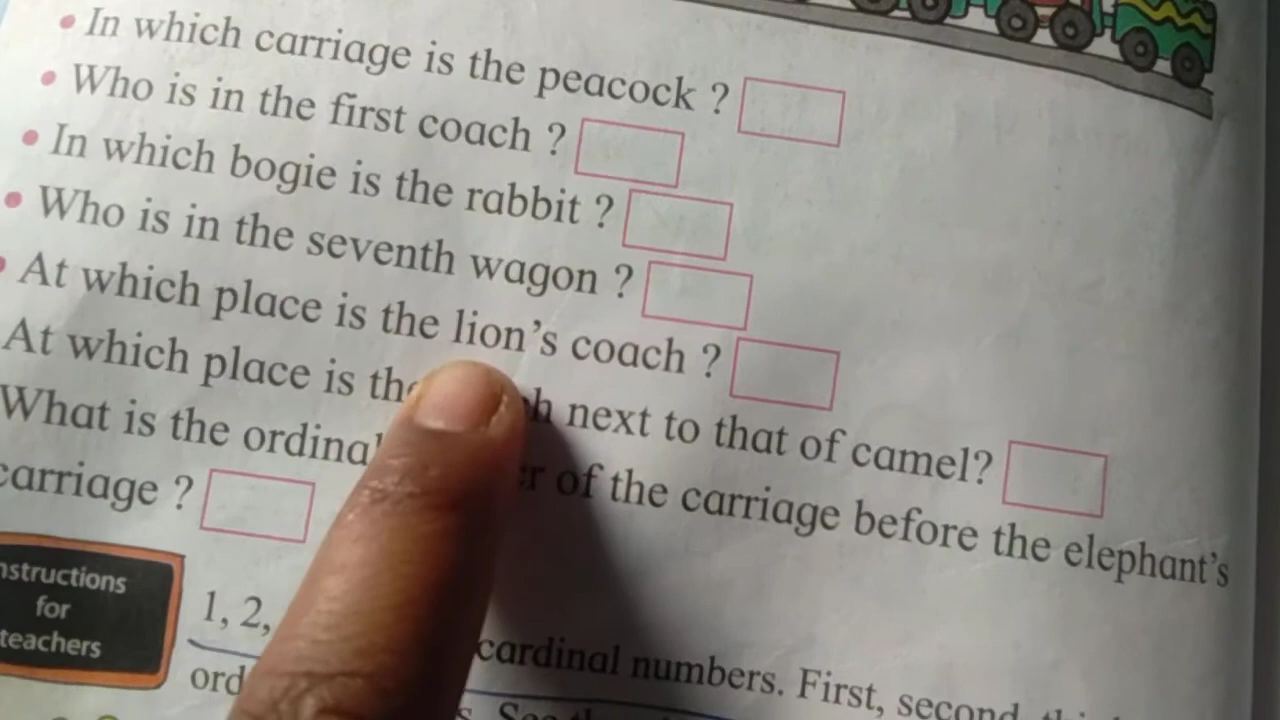 In which carriage is the peacock ?
Who is in the first coach ?
In which bogie is the rabbit ?
Who is in the seventh wagon ?
At which place is the lion's coach ?
At which place is the next to that of camel?
What is the of the carriage before the elephant's
carriage ?
nstructions
for
teachers
1, 2, cardinal numbers. First, second,